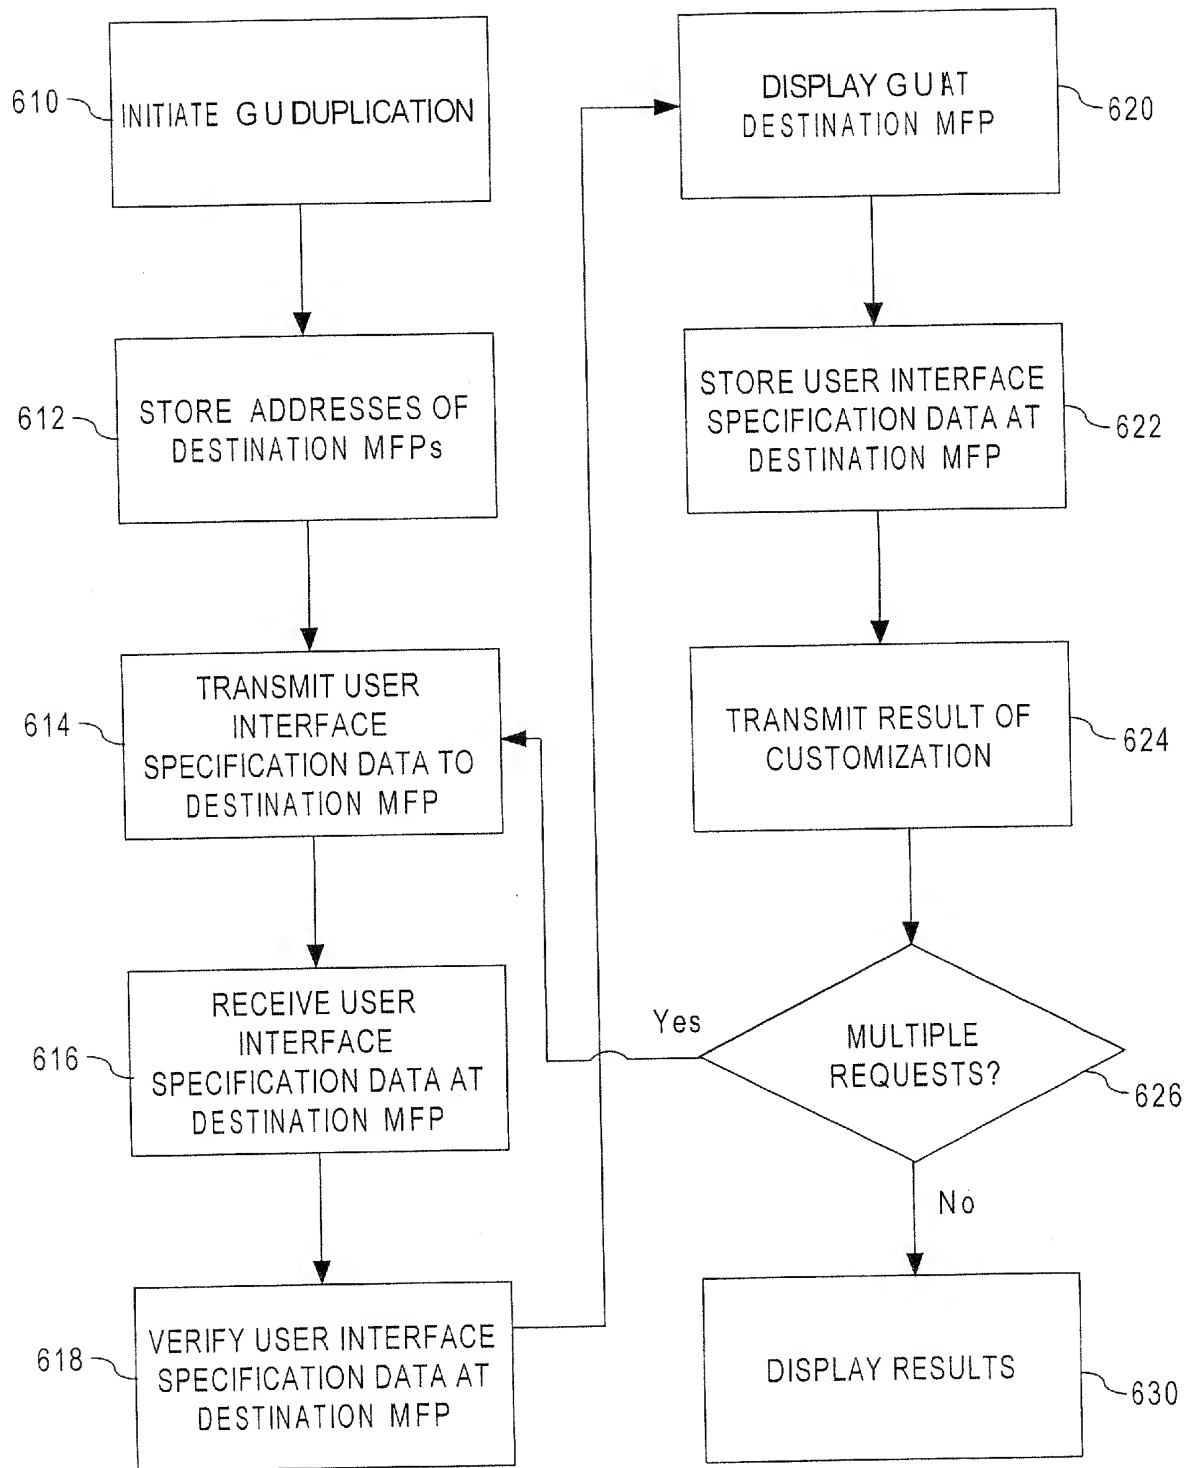 610
INITIATE G U DUPLICATION
612
STORE ADDRESSES OF
DESTINATION MFPs
614
TRANSMIT USER
INTERFACE
SPECIFICATION DATA TO
DESTINATION MFP
616
RECEIVE USER
INTERFACE
SPECIFICATION DATA AT
DESTINATION MFP
618
VERIFY USER INTERFACE
SPECIFICATION DATA AT
DESTINATION MFP
DISPLAY GUI AT
DESTINATION MFP
620
STORE USER INTERFACE
SPECIFICATION DATA AT
DESTINATION MFP
622
TRANSMIT RESULT OF
CUSTOMIZATION
624
Yes
MULTIPLE
REQUESTS?
626
No
DISPLAY RESULTS
630